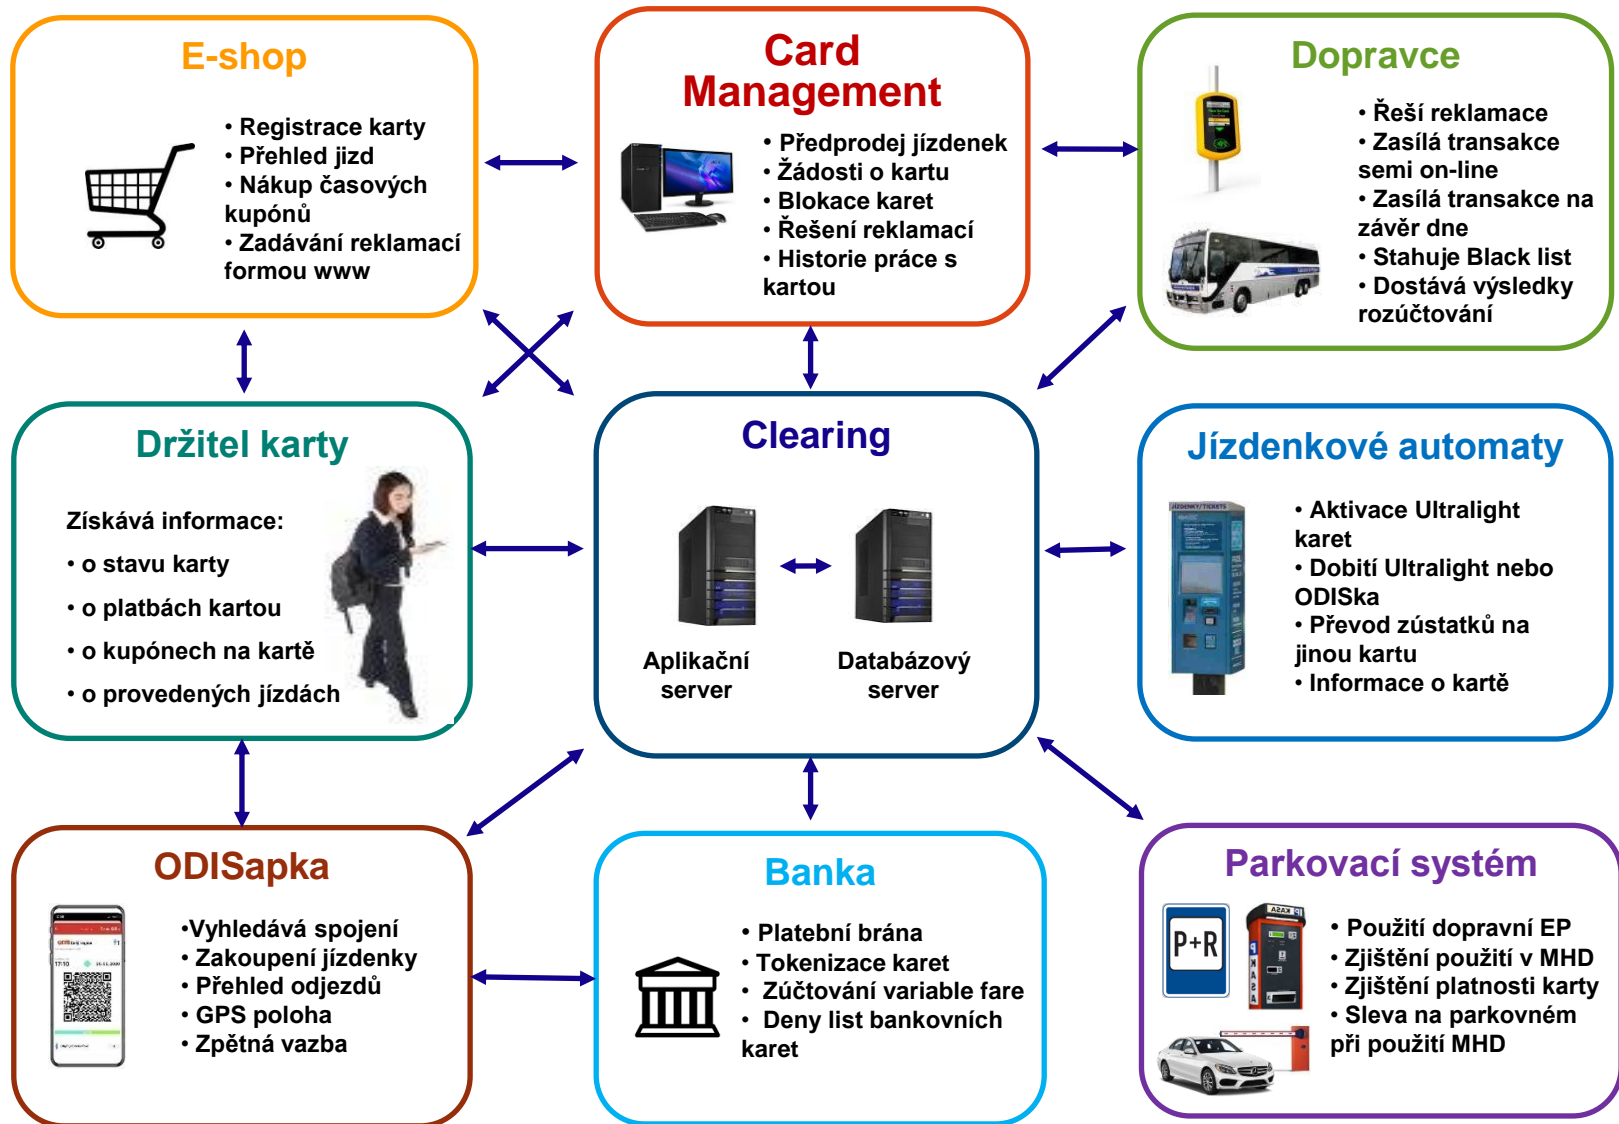 E-shop
• Registrace karty
• Přehled jizd
• Nákup časových
kupónů
• Zadávání reklamací
formou www
Card
Management
• Předprodej jízdenek
• Žádosti o kartu
• Blokace karet
• Řešení reklamací
• Historie práce s
kartou
Dopravce
• Řeší reklamace
• Zasílá transakce
semi on-line
• Zasílá transakce na
závěr dne
• Stahuje Black list
• Dostává výsledky
rozúčtování
Držitel karty
Získává informace:
• o stavu karty
• o platbách kartou
• o kupónech na kartě
• o provedených jízdách
Clearing
Aplikační
server
Databázový
server
Jízdenkové automaty
JÍZDENKY/TICKETS
• Aktivace Ultralight
karet
• Dobití Ultralight nebo
ODISka
• Převod zůstatků na
jinou kartu
• Informace o kartě
ODISapka
17:10
•Vyhledává spojení
• Zakoupení jízdenky
• Přehled odjezdů
• GPS poloha
• Zpětná vazba
Banka
• Platební brána
• Tokenizace karet
• Zúčtování variable fare
• Deny list bankovních
karet
Parkovací systém
P+R
KASA
P KASA
• Použití dopravní EP
• Zjištění použití v MHD
• Zjištění platnosti karty
• Sleva na parkovném
při použití MHD